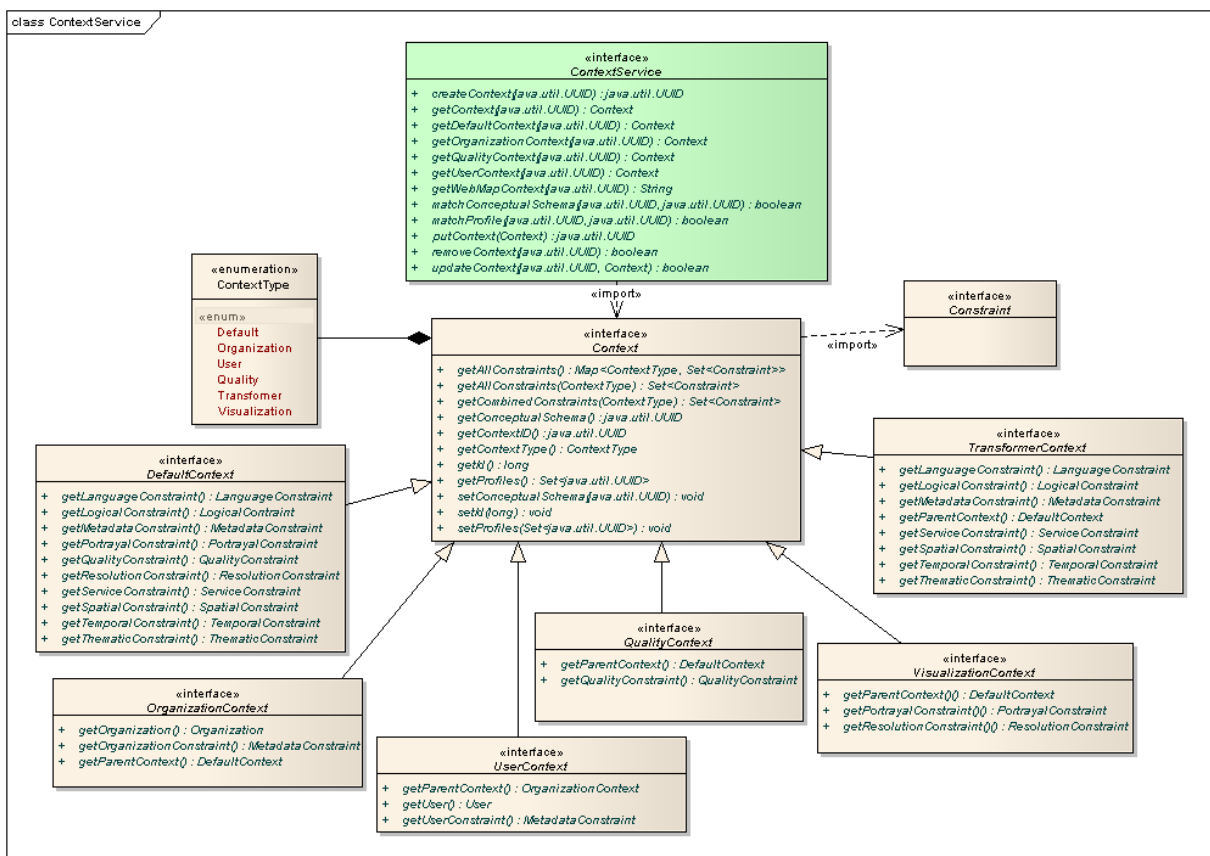 class ContextService
«interface»
ContextService
+ createContext(java.util.UUID) : java.util.UUID
+ getContext(java.util.UUID) : Context
+ getDefaultContext(java.util.UUID) : Context
+ getOrganizationContext(java.util.UUID) : Context
+ getQualityContext(java.util.UUID) : Context
+ getUserContext(java.util.UUID) : Context
+ getWebMapContext(java.util.UUID) : String
+ matchConceptualSchema(java.util.UUID, java.util.UUID) : boolean
+ matchProfile(java.util.UUID, java.util.UUID) : boolean
+ putContext(Context) : java.util.UUID
+ removeContext(java.util.UUID) : boolean
+ updateContext(java.util.UUID, Context) : boolean
«import»
«enumeration»
ContextType
«enum»
Default
Organization
User
Quality
Transformer
Visualization
«interface»
Context
+ getAllConstraints() : Map<ContextType, Set<Constraint>>
+ getAllConstraints(ContextType) : Set<Constraint>
+ getCombinedConstraints(ContextType) : Set<Constraint>
+ getConceptualSchema() : java.util.UUID
+ getContextID() : java.util.UUID
+ getContextType() : ContextType
+ getId() : long
+ getProfiles() : Set<java.util.UUID>
+ setConceptualSchema(java.util.UUID) : void
+ setId(long) : void
+ setProfiles(Set<java.util.UUID>) : void
«import»
«interface»
Constraint
«interface»
DefaultContext
+ getLanguageConstraint() : LanguageConstraint
+ getLogicalConstraint() : LogicalContraint
+ getMetadataConstraint() : MetadataConstraint
+ getPortrayalConstraint() : PortrayalConstraint
+ getQualityConstraint() : QualityConstraint
+ getResolutionConstraint() : ResolutionConstraint
+ getServiceConstraint() : ServiceConstraint
+ getSpatialConstraint() : SpatialConstraint
+ getTemporalConstraint() : TemporalConstraint
+ getThematicConstraint() : ThematicConstraint
«interface»
TransformerContext
+ getLanguageConstraint() : LanguageConstraint
+ getLogicalConstraint() : LogicalConstraint
+ getMetadataConstraint() : MetadataConstraint
+ getParentContext() : DefaultContext
+ getServiceConstraint() : ServiceConstraint
+ getSpatialConstraint() : SpatialConstraint
+ getTemporalConstraint() : TemporalConstraint
+ getThematicConstraint() : ThematicConstraint
«interface»
OrganizationContext
+ getOrganization() : Organization
+ getOrganizationConstraint() : MetadataConstraint
+ getParentContext() : DefaultContext
«interface»
UserContext
+ getParentContext() : OrganizationContext
+ getUser() : User
+ getUserConstraint() : MetadataConstraint
«interface»
QualityContext
+ getParentContext() : DefaultContext
+ getQualityConstraint() : QualityConstraint
«interface»
VisualizationContext
+ getParentContext()() : DefaultContext
+ getPortrayalConstraint()() : PortrayalConstraint
+ getResolutionConstraint()() : ResolutionConstraint